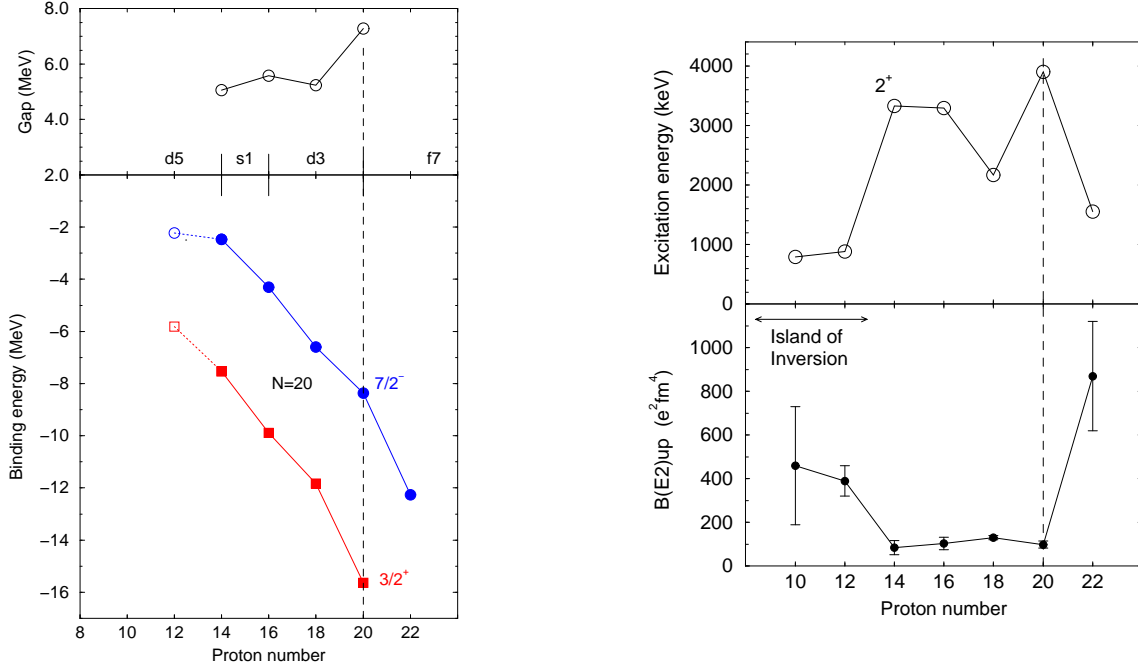 8.0
6.0
4.0
2.0
Gap (MeV)
d5
s1
d3
f7
−2
−4
−6
−8
−10
−12
−14
−16
Binding energy (MeV)
N=20
7/2⁻
3/2⁺
8 10 12 14 16 18 20 22
Proton number
4000
3000
2000
1000
0
Excitation energy (keV)
2⁺
Island of
Inversion
1000
800
600
400
200
0
B(E2)up (e²fm⁴)
10 12 14 16 18 20 22
Proton number